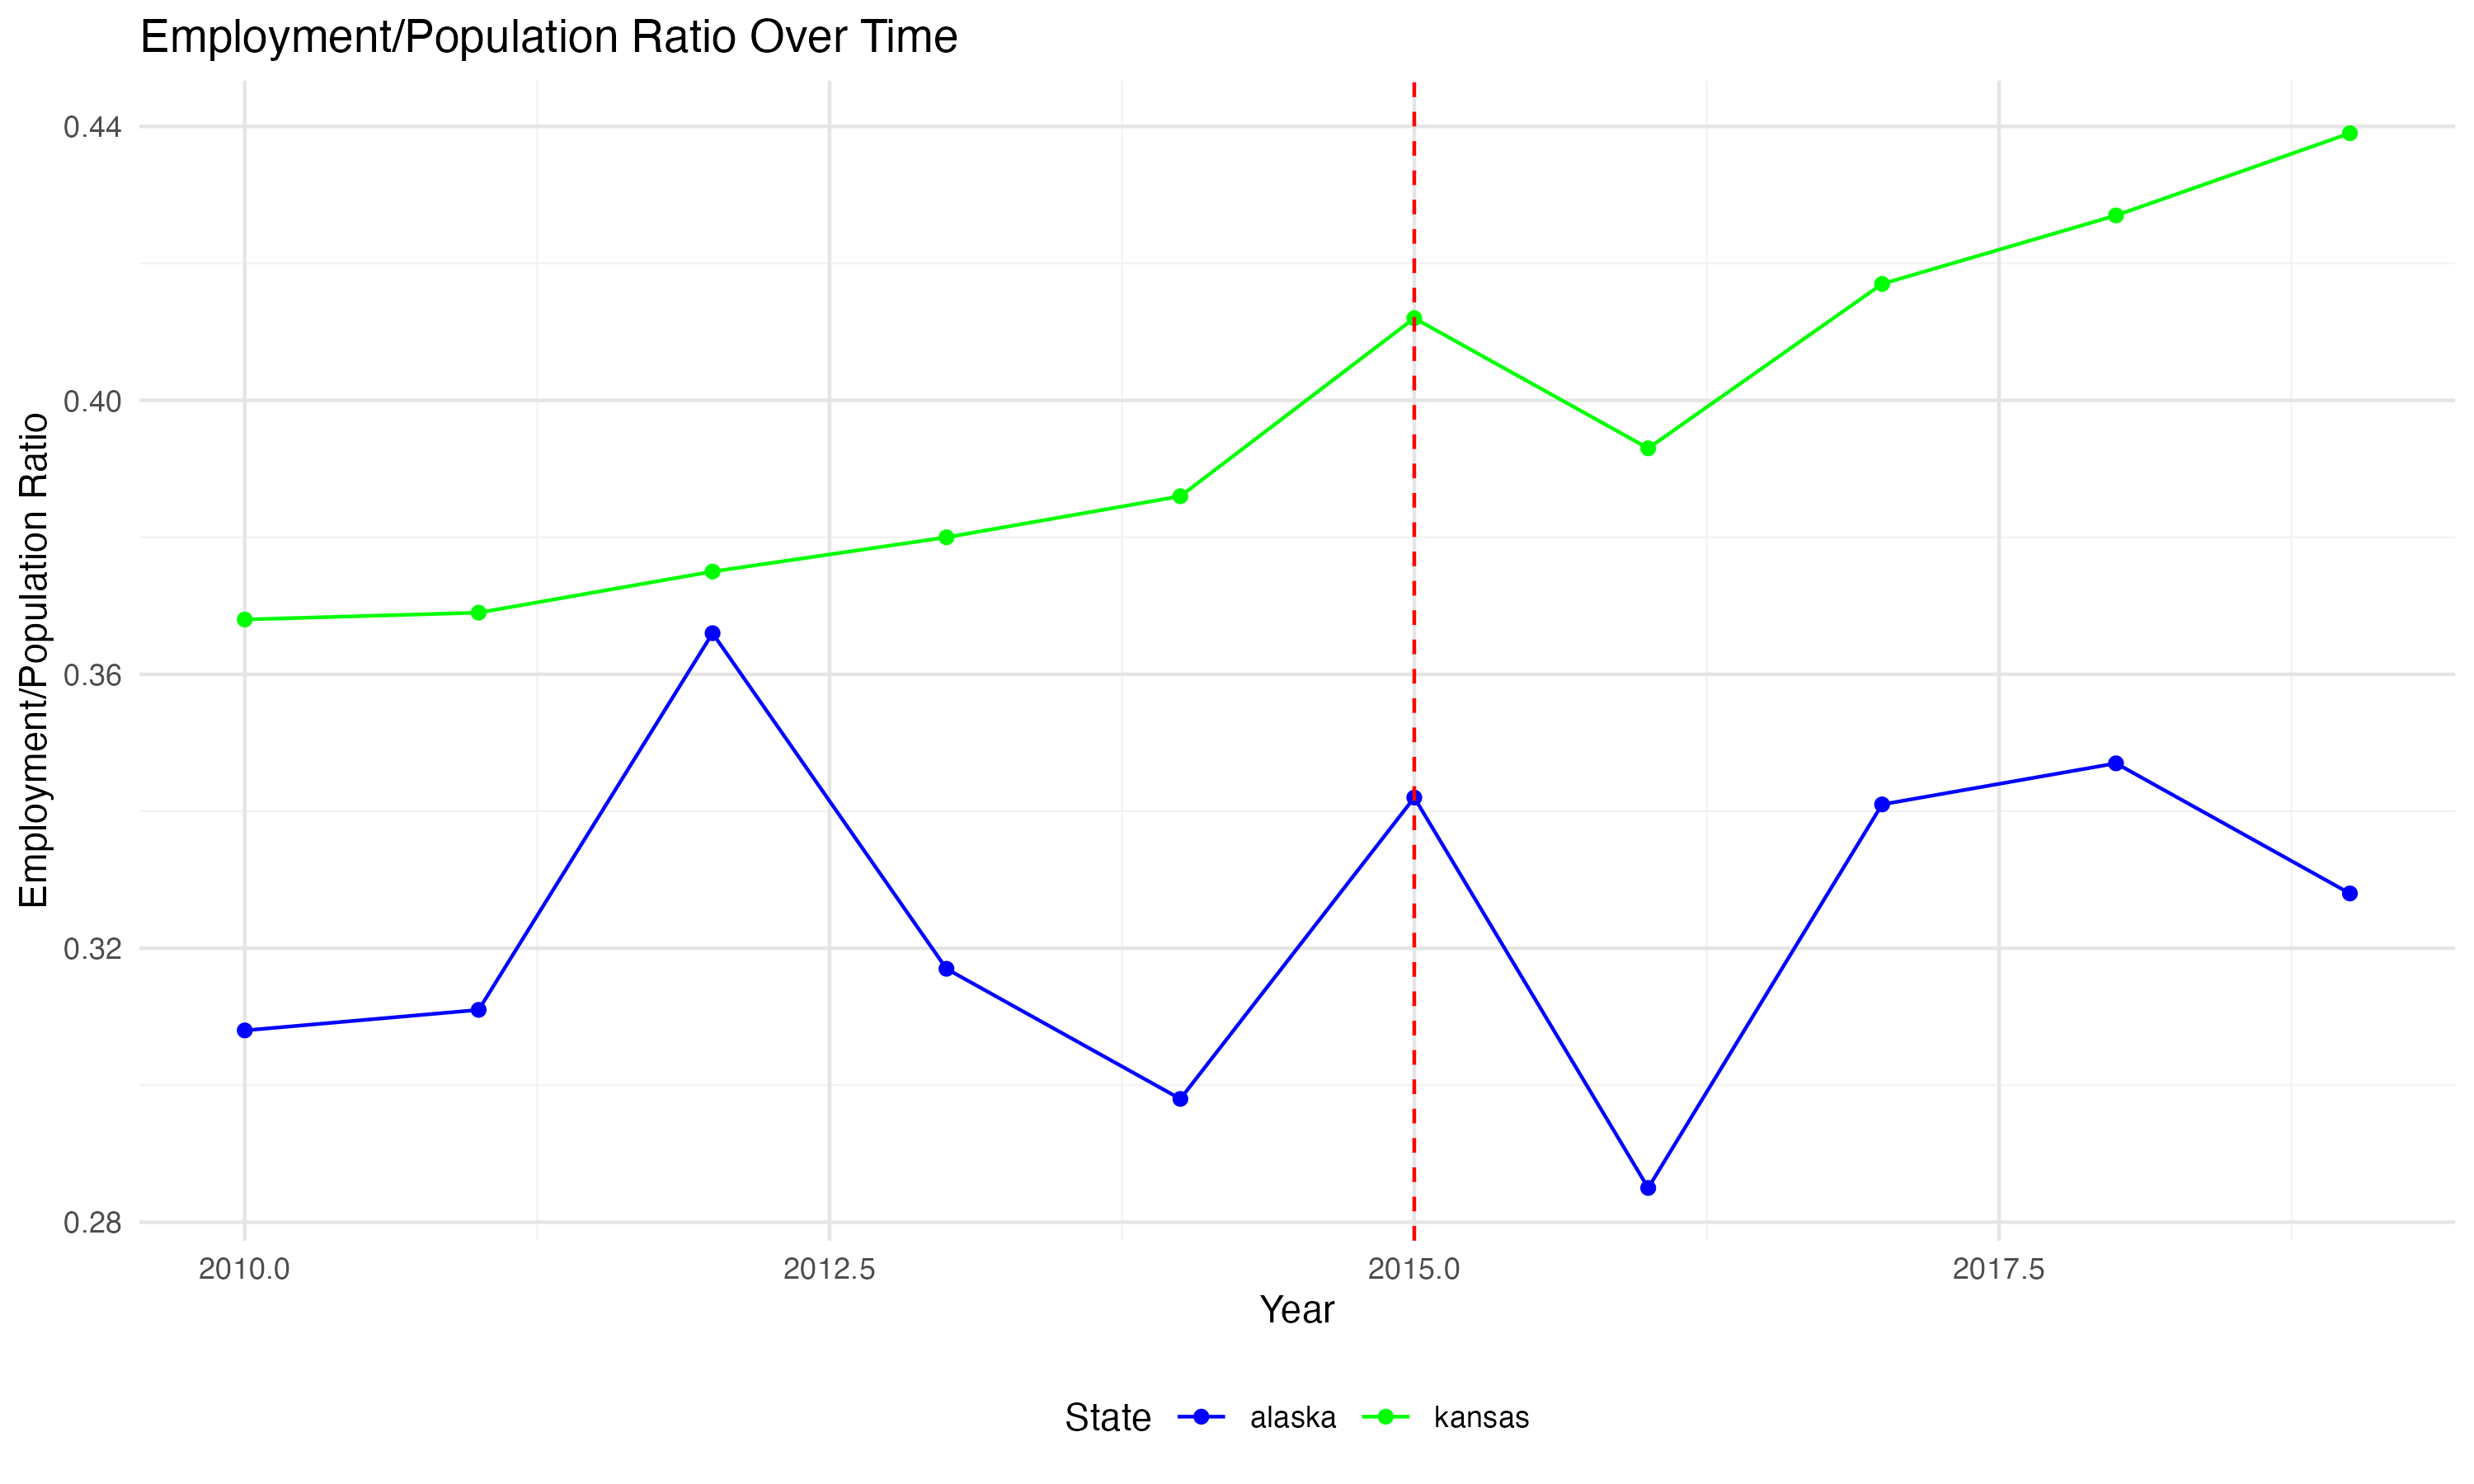 Employment/Population Ratio Over Time
Employment/Population Ratio
0.44
0.40
0.36
0.32
0.28
2010.0 2012.5 2015.0 2017.5
Year
State alaska kansas